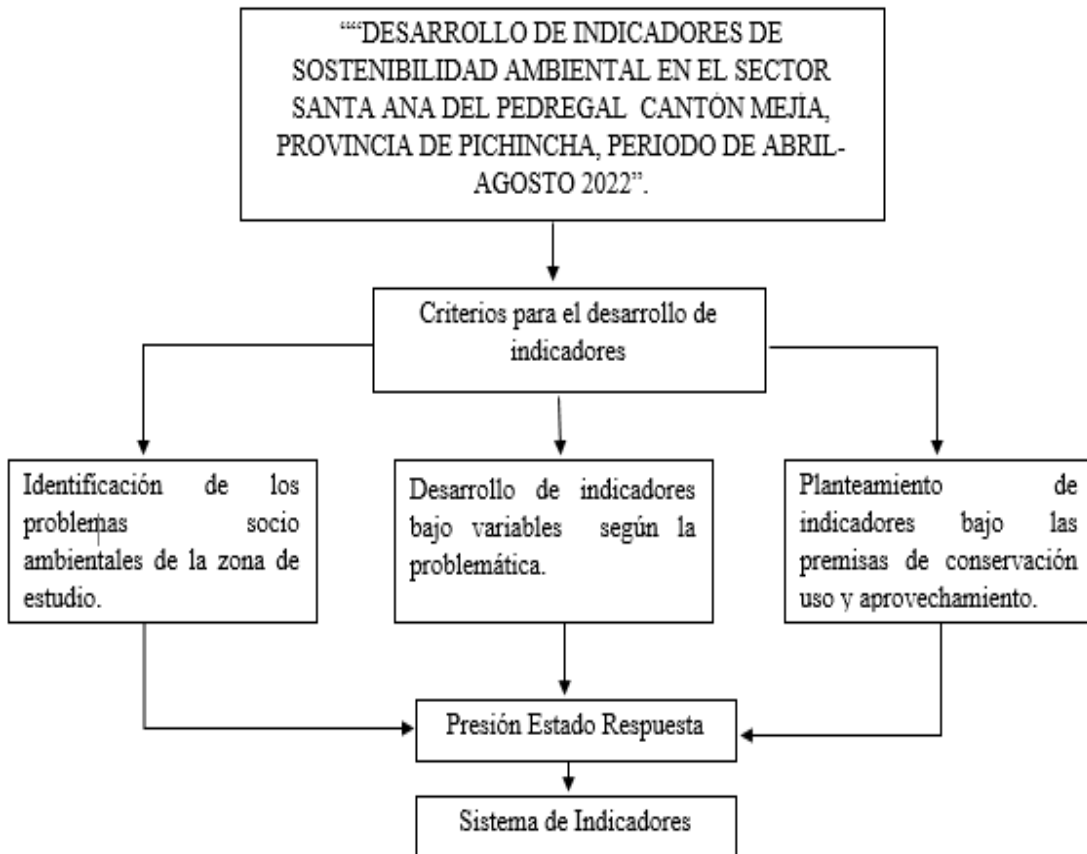 ““DESARROLLO DE INDICADORES DE
SOSTENIBILIDAD AMBIENTAL EN EL SECTOR
SANTA ANA DEL PEDREGAL CANTÓN MEJÍA,
PROVINCIA DE PICHINCHA, PERIODO DE ABRIL-
AGOSTO 2022”.
Criterios para el desarrollo de
indicadores
Identificación de los
problemas socio
ambientales de la zona de
estudio.
Desarrollo de indicadores
bajo variables según la
problemática.
Planteamiento de
indicadores bajo las
premisas de conservación
uso y aprovechamiento.
Presión Estado Respuesta
Sistema de Indicadores